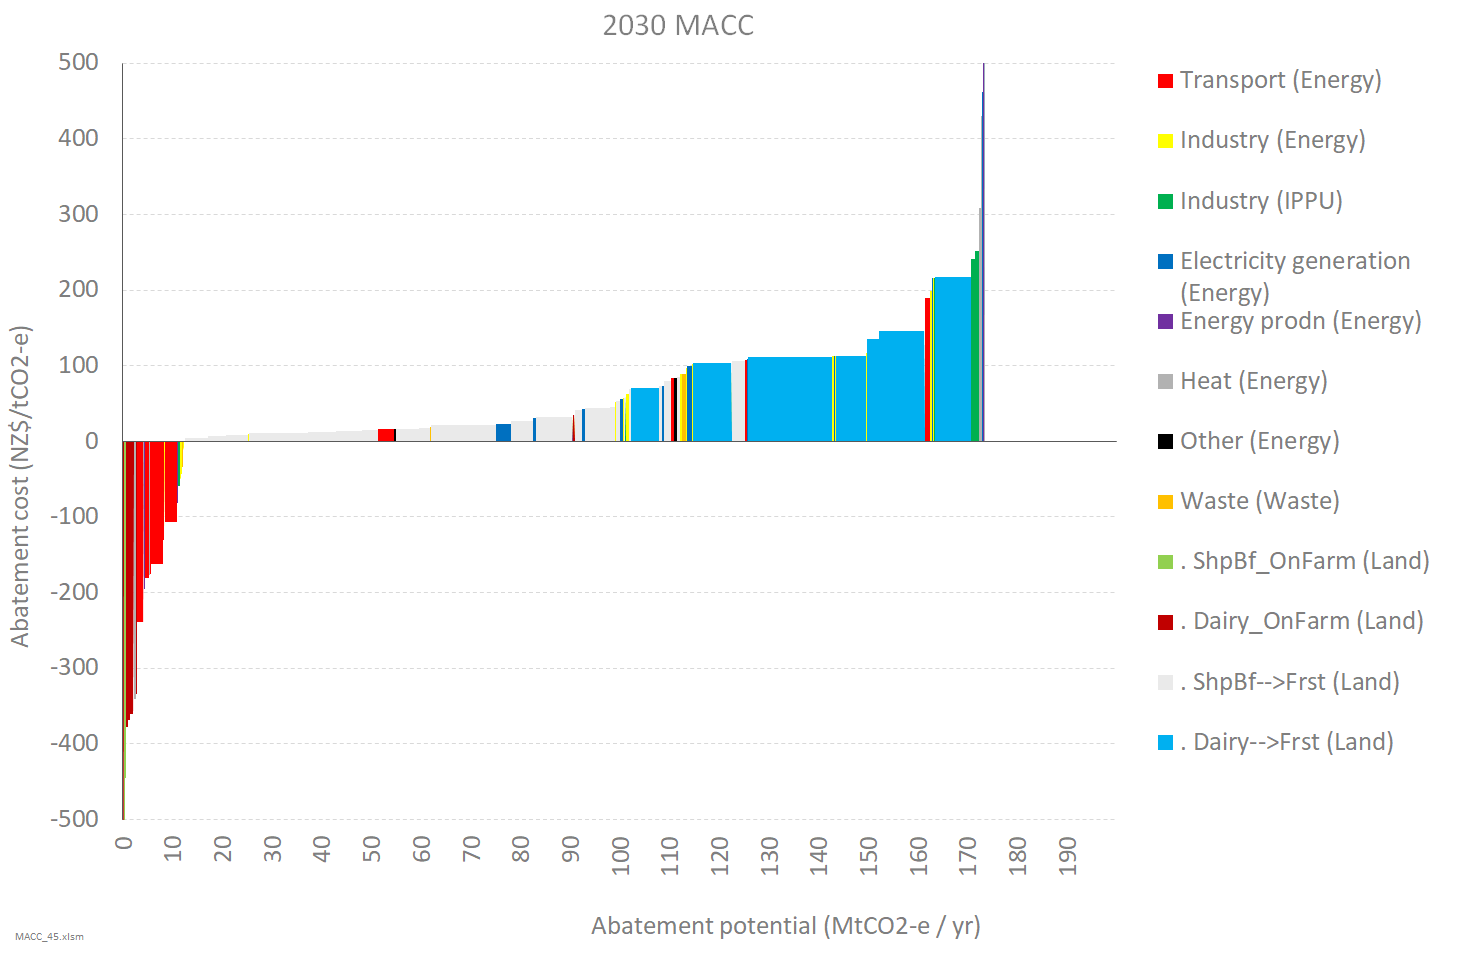 2030 MACC
500
400
300
200
100
0
-100
-200
-300
-400
-500
Abatement cost (NZ$/tCO2-e)
0
10
20
30
40
50
60
70
80
90
100
110
120
130
140
150
160
170
180
190
Abatement potential (MtCO2-e / yr)
Transport (Energy)
Industry (Energy)
Industry (IPPU)
Electricity generation
(Energy)
Energy prodn (Energy)
Heat (Energy)
Other (Energy)
Waste (Waste)
. ShpBf_OnFarm (Land)
. Dairy_OnFarm (Land)
. ShpBf-->Frst (Land)
. Dairy-->Frst (Land)
MACC_45.xlsm